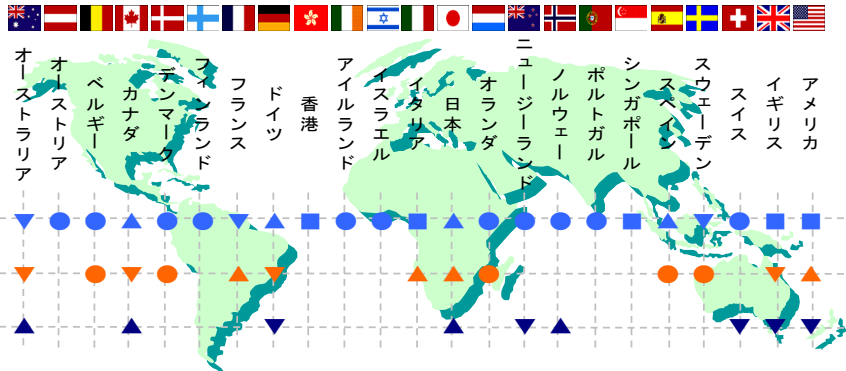 オーストラリア
オーストリア
ベルギー
カナダ
デンマーク
フィンランド
フランス
ドイツ
香港
アイルランド
イスラエル
イタリア
日本
オランダ
ニュージーランド
ノルウェー
ポルトガル
シンガポール
スペイン
スウェーデン
スイス
イギリス
アメリカ